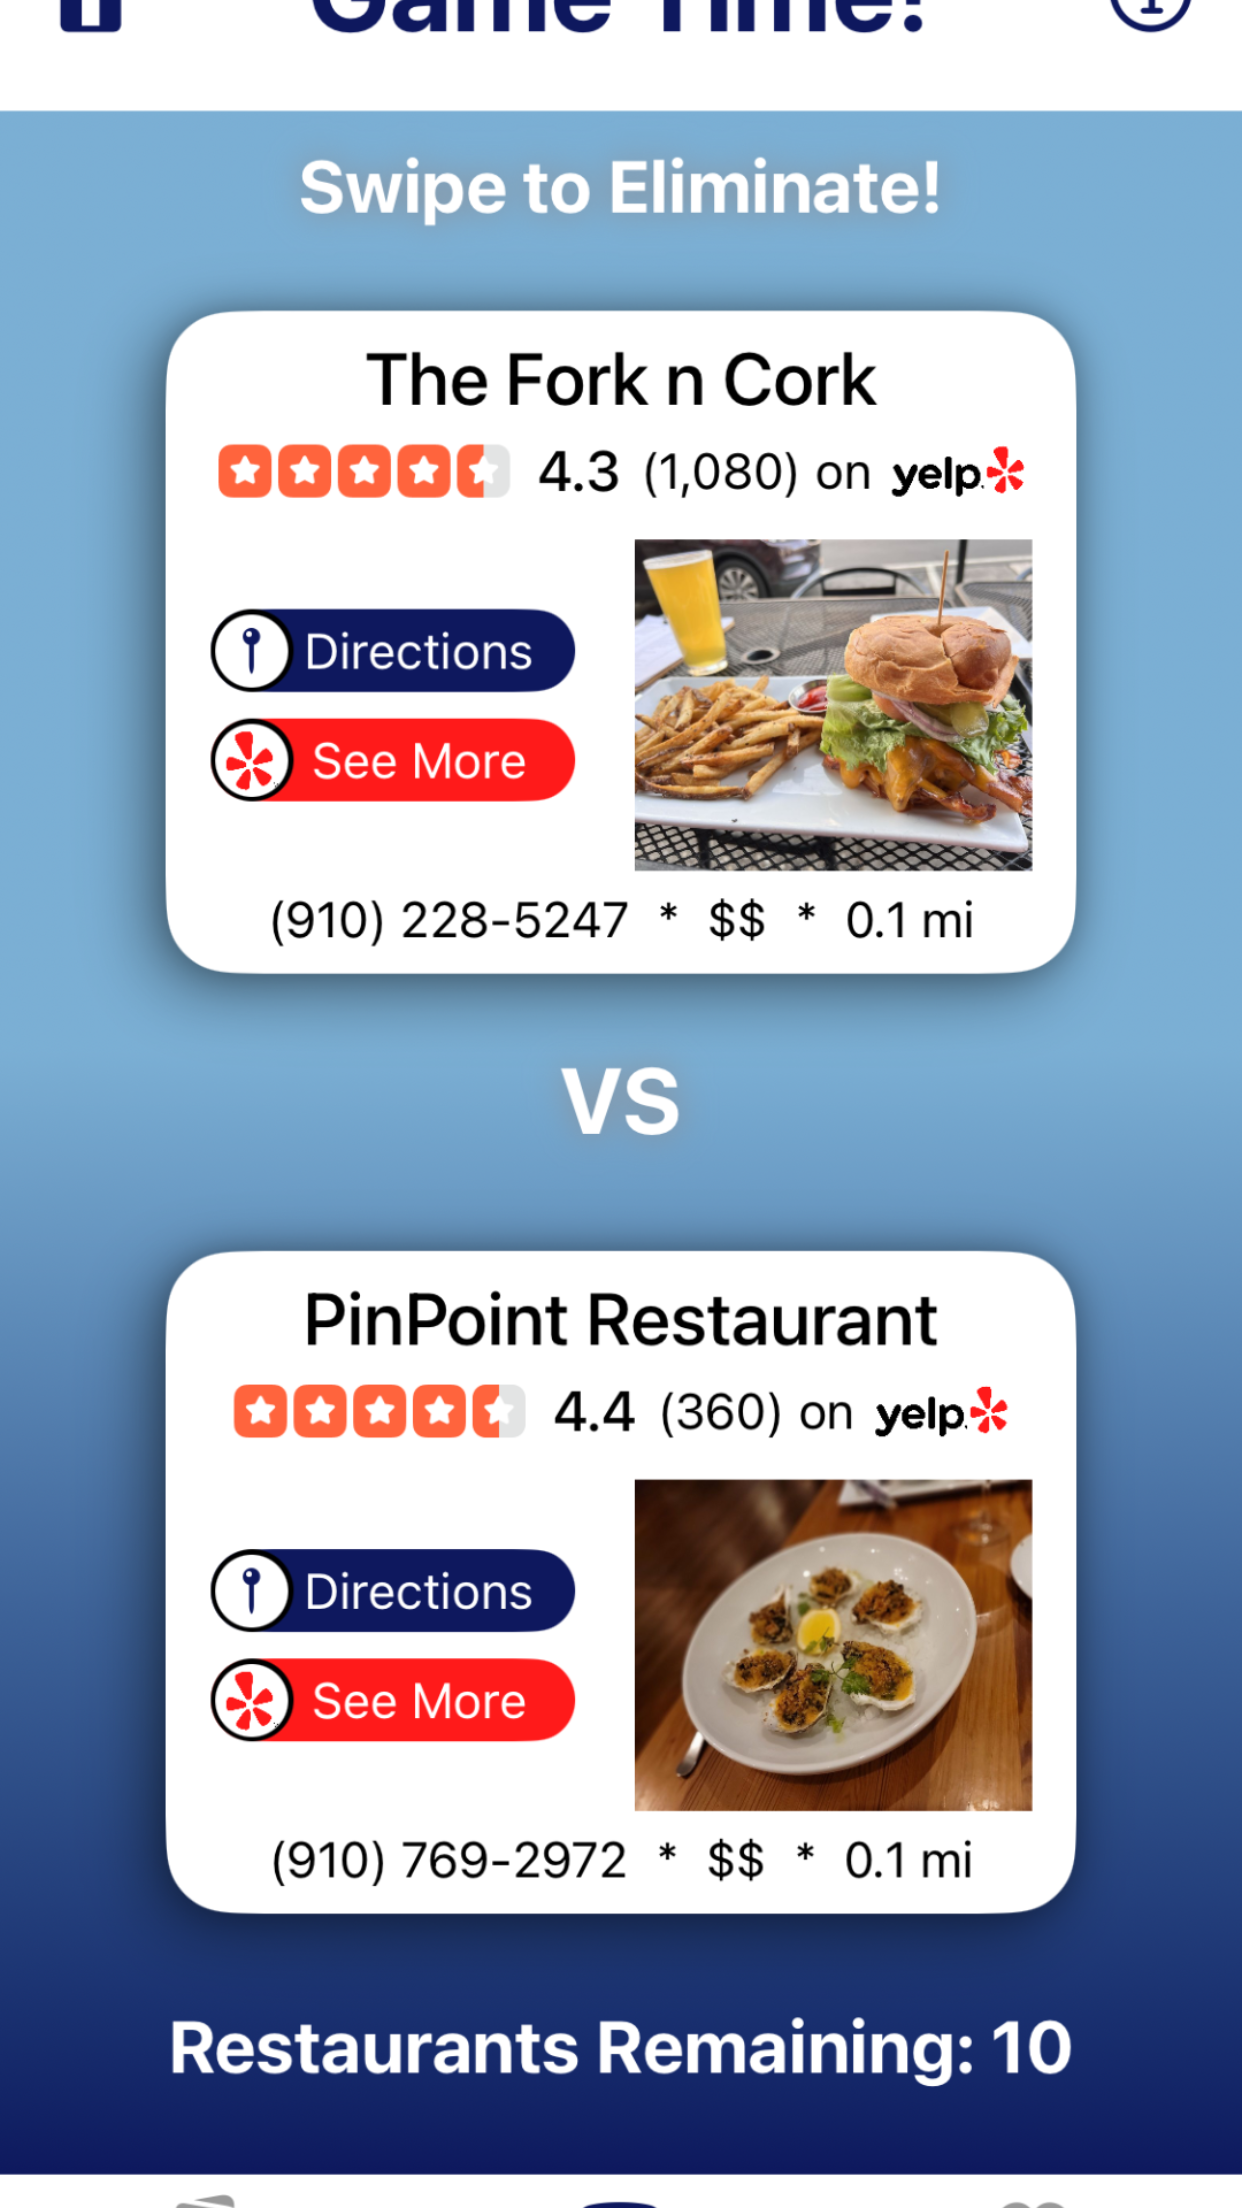 Game Time!
Swipe to Eliminate!
The Fork n Cork
4.3 (1,080) on yelp
Directions
See More
(910) 228-5247 * $$ * 0.1 mi
VS
PinPoint Restaurant
4.4 (360) on yelp
Directions
See More
(910) 769-2972 * $$ * 0.1 mi
Restaurants Remaining: 10